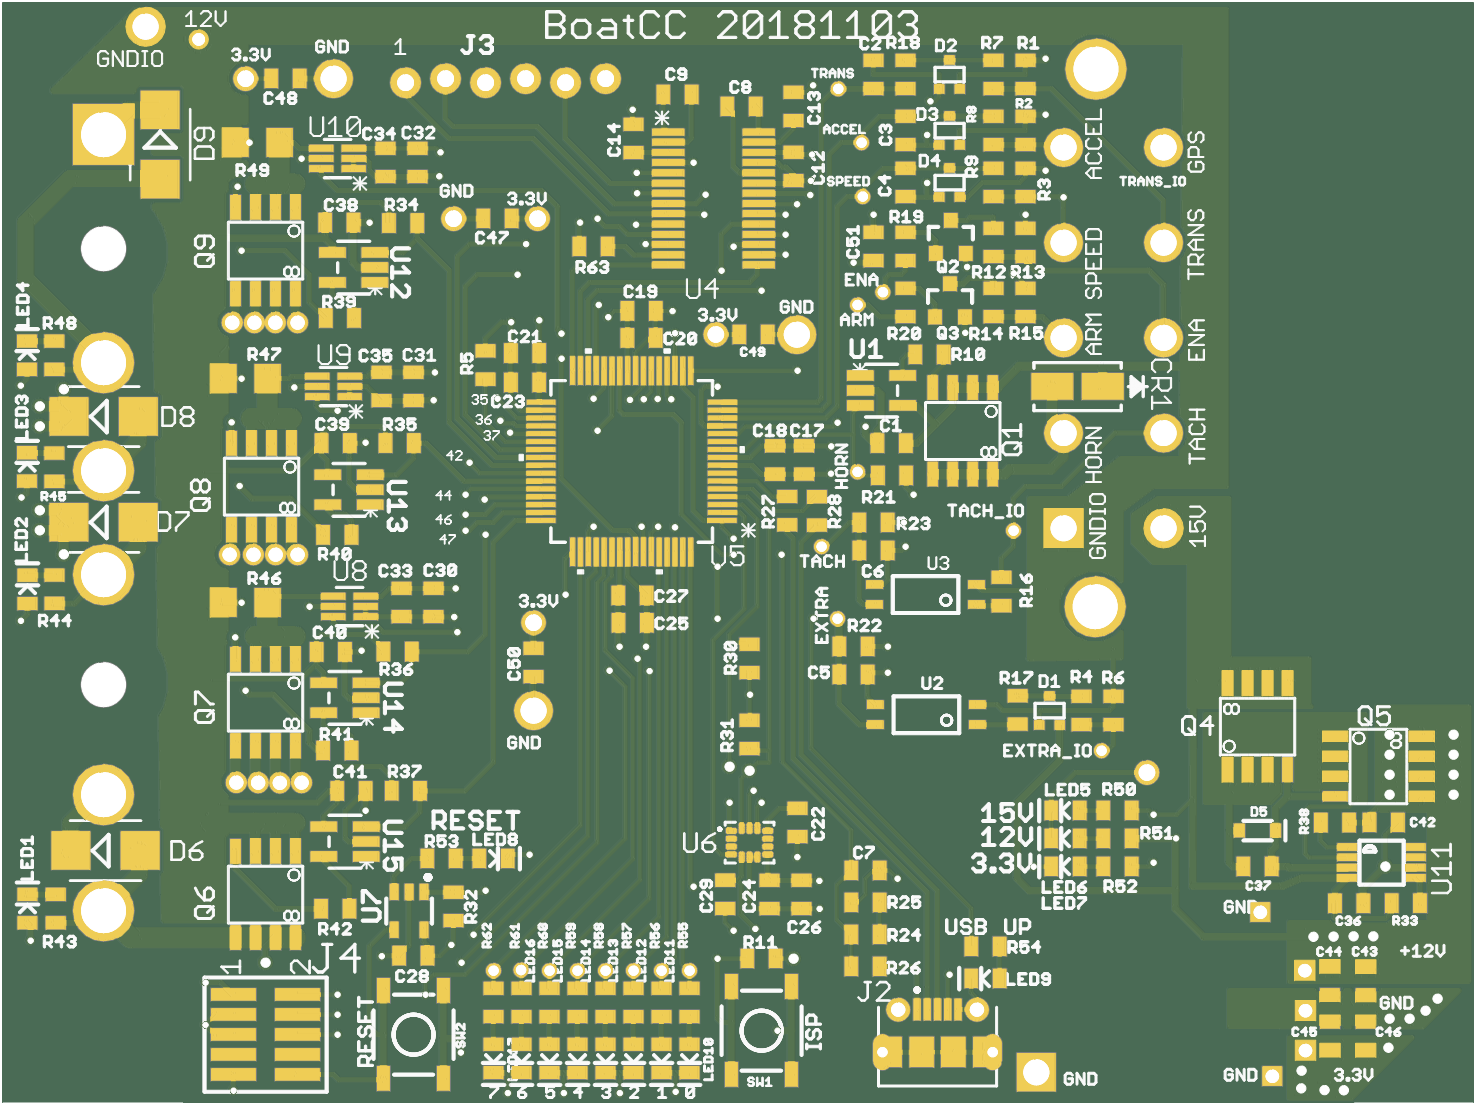 BoatCC 20181103
12V
GNDIO
3.3V
GND
C48
1
J3
C9
C8
C2
R18
D2
R7
R1
TRANS
C13
R2
D3
R8
ACCEL
C3
C14
C12
D4
R9
R3
SPEED
C4
ACCEL
GPS
TRANS_IO
D9
U10
C34
C32
R49
GND
3.3V
C47
C38
R34
Q9
U12
R39
R63
U4
C51
R19
Q2
R12
R13
ENA
ARM
R20
Q3
R14
R15
SPEED
TRANS
ARM
ENA
LED4
R48
C19
C20
3.3V
GND
C49
U1
R10
CR1
R47
U9
C35
C31
R5
C21
C23
35
36
37
42
44
46
47
LED3
D8
C39
R35
C18
C17
HORN
C1
Q1
R21
HORN
TACH
R45
Q8
U13
R27
R28
R23
TACH_IO
GNDIO
15V
LED2
D7
R40
U5
TACH
C6
U3
R16
R46
U8
C33
C30
R44
3.3V
C27
C25
EXTRA
R22
C5
C40
R36
C50
R30
U2
R17
D1
R4
R6
Q7
U14
R41
GND
R31
EXTRA_IO
Q4
Q5
C41
R37
RESET
LED5
R50
15V
12V
R51
3.3V
LED6
R52
LED7
D5
R38
C42
U11
C37
GND
C36
R33
LED1
D6
U15
R53
LED8
U6
C22
C7
C29
C24
C26
R25
R24
R26
R43
Q6
R42
U7
R32
C28
R62
R61
R60
R59
R58
R57
R56
R55
LED16
LED15
LED14
LED13
LED12
LED11
R11
USB UP
R54
LED9
J2
C44
C43
+12V
GND
C45
C46
1
2
J4
RESET
SW2
LED10
ISP
SW1
7
6
5
4
3
2
1
0
GND
GND
3.3V